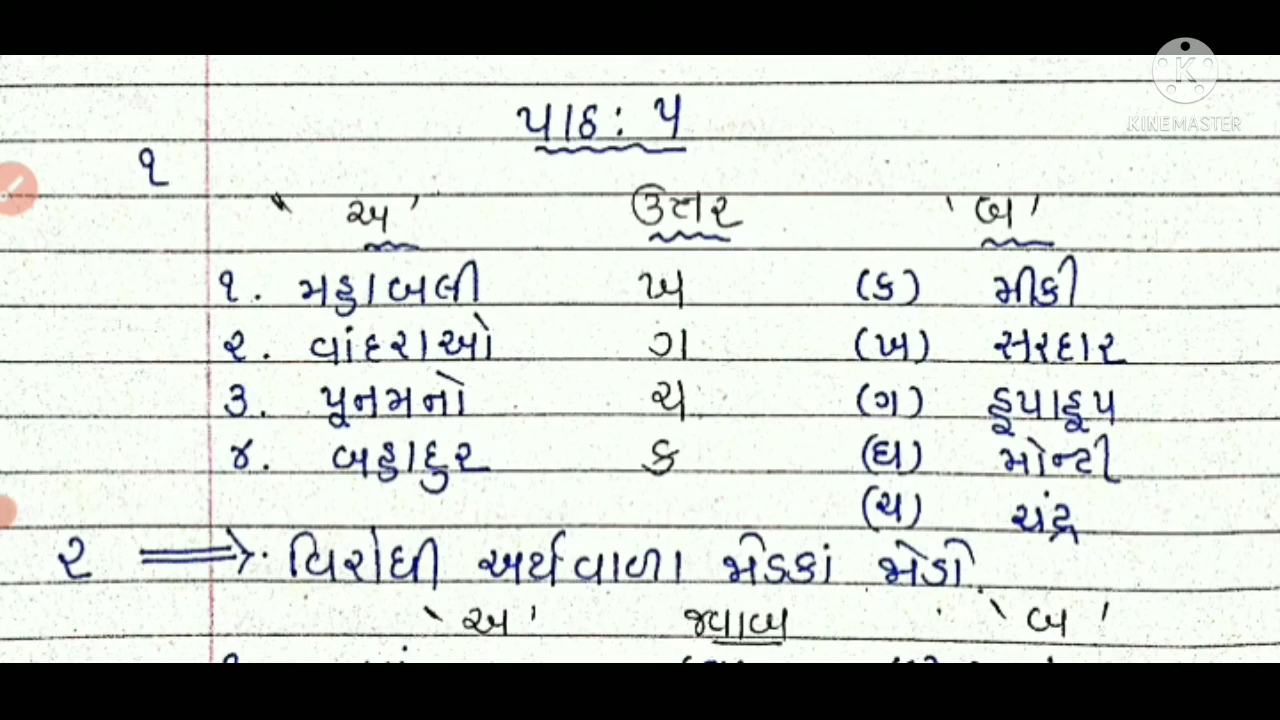 KINEMASTER
પાઠ: ૫
૧
'અ' ઉત્તર 'બ'
૧. મહાબલી ખ (ક) મીકી
૨. વાંદરાઓ ગ (ખ) સરદાર
૩. પૂનમનો ચ (ગ) હૂપાહૂપ
૪. બહાદુર ક (ઘ) મોન્ટી
(ચ) ચંદ્ર
૨ ⟹ વિરોધી અર્થવાળા જોડકાં જોડો.
'અ' જવાબ 'બ'